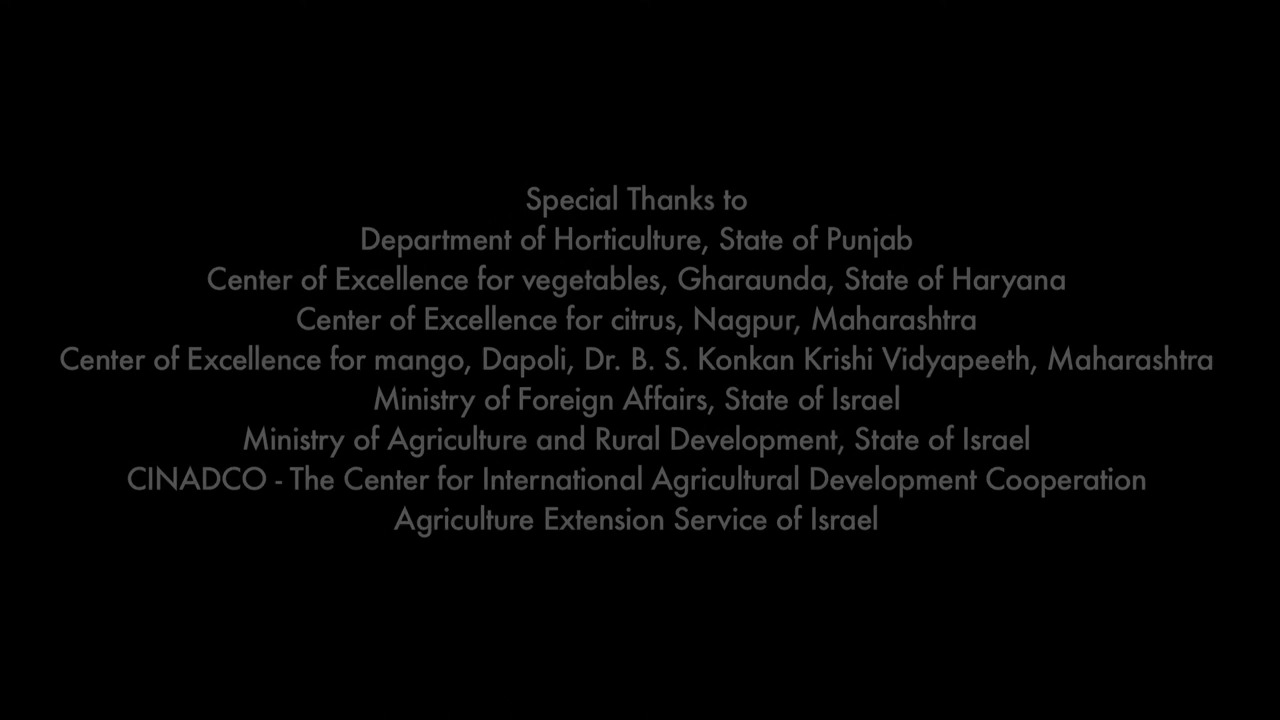 Special Thanks to
Department of Horticulture, State of Punjab
Center of Excellence for vegetables, Gharaunda, State of Haryana
Center of Excellence for citrus, Nagpur, Maharashtra
Center of Excellence for mango, Dapoli, Dr. B. S. Konkan Krishi Vidyapeeth, Maharashtra
Ministry of Foreign Affairs, State of Israel
Ministry of Agriculture and Rural Development, State of Israel
CINADCO - The Center for International Agricultural Development Cooperation
Agriculture Extension Service of Israel